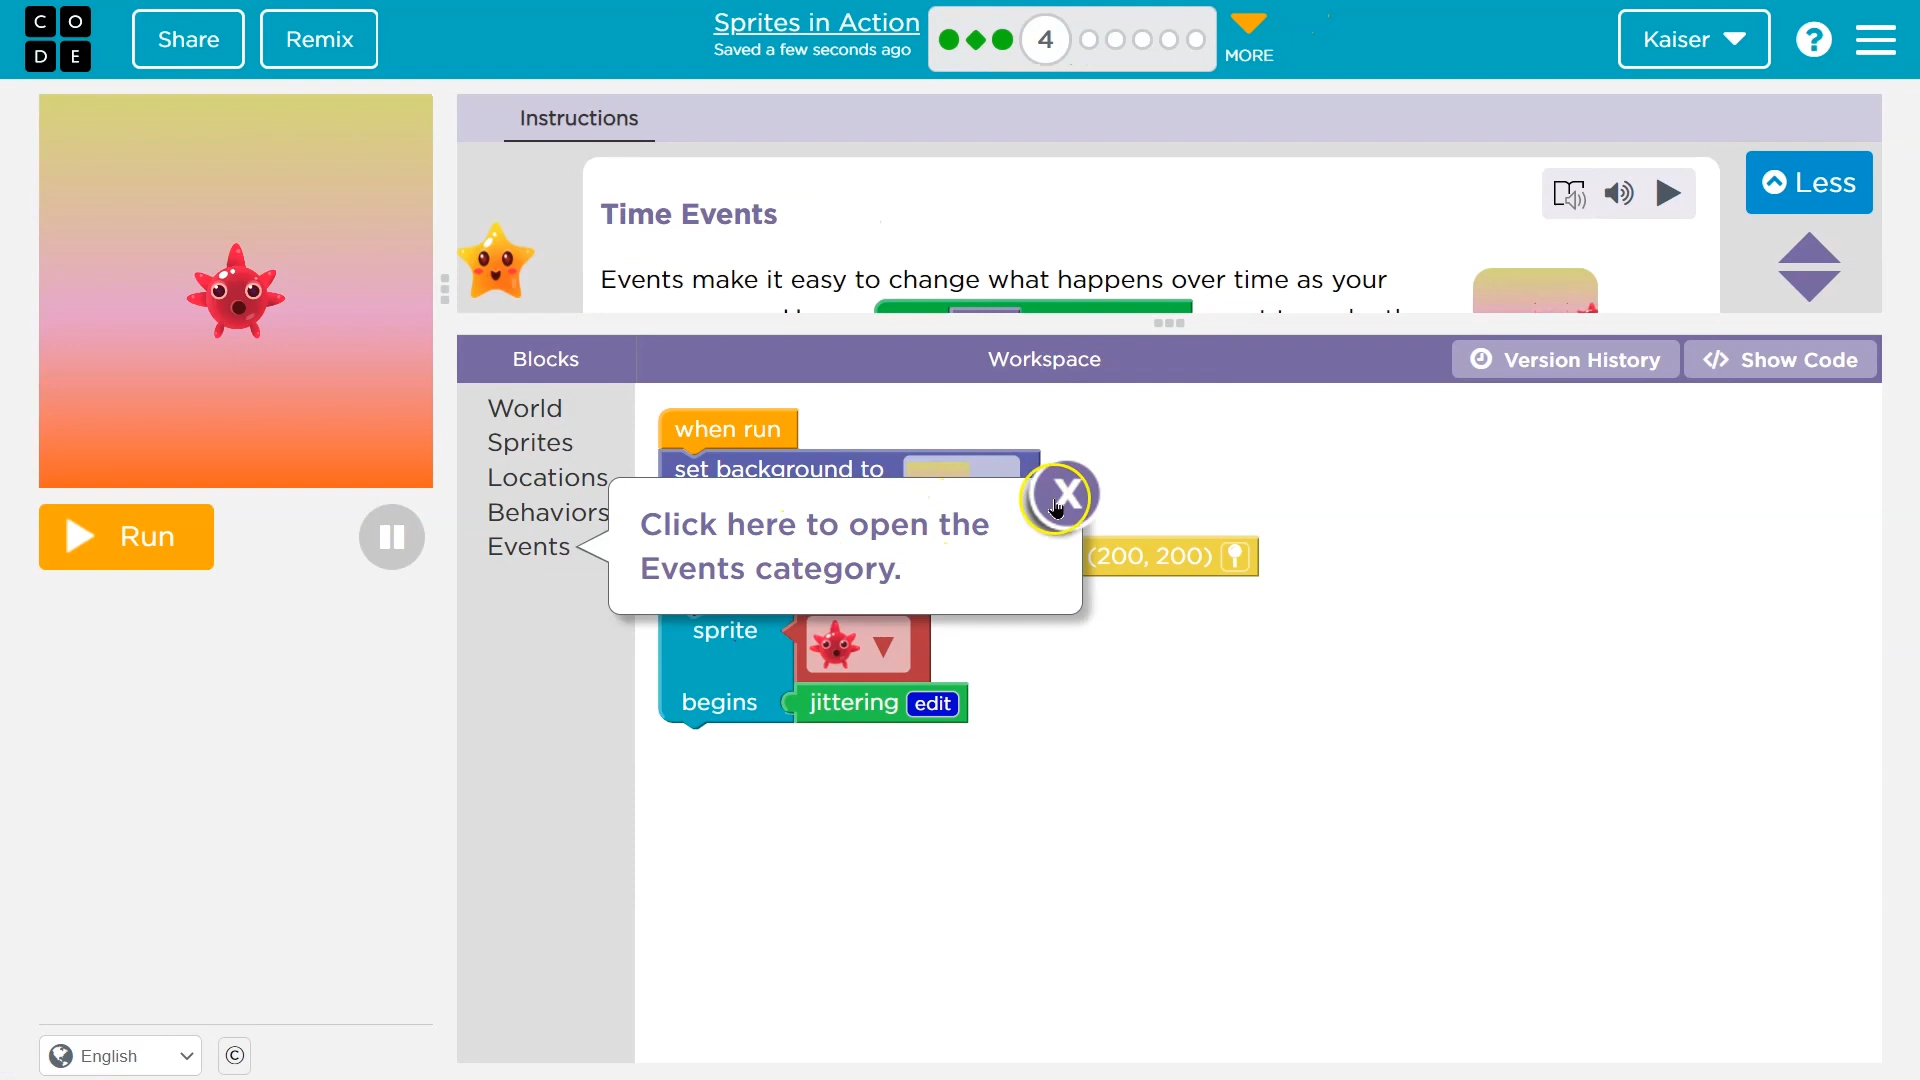 C O
D E
Share
Remix
Sprites in Action
Saved a few seconds ago
4
MORE
Kaiser
?
Instructions
Less
Time Events
Events make it easy to change what happens over time as your
Blocks
Workspace
Version History
</> Show Code
World
Sprites
Locations
Behaviors
Events
when run
set background to
Click here to open the
Events category.
X
(200, 200)
sprite
begins
jittering edit
Run
English
©